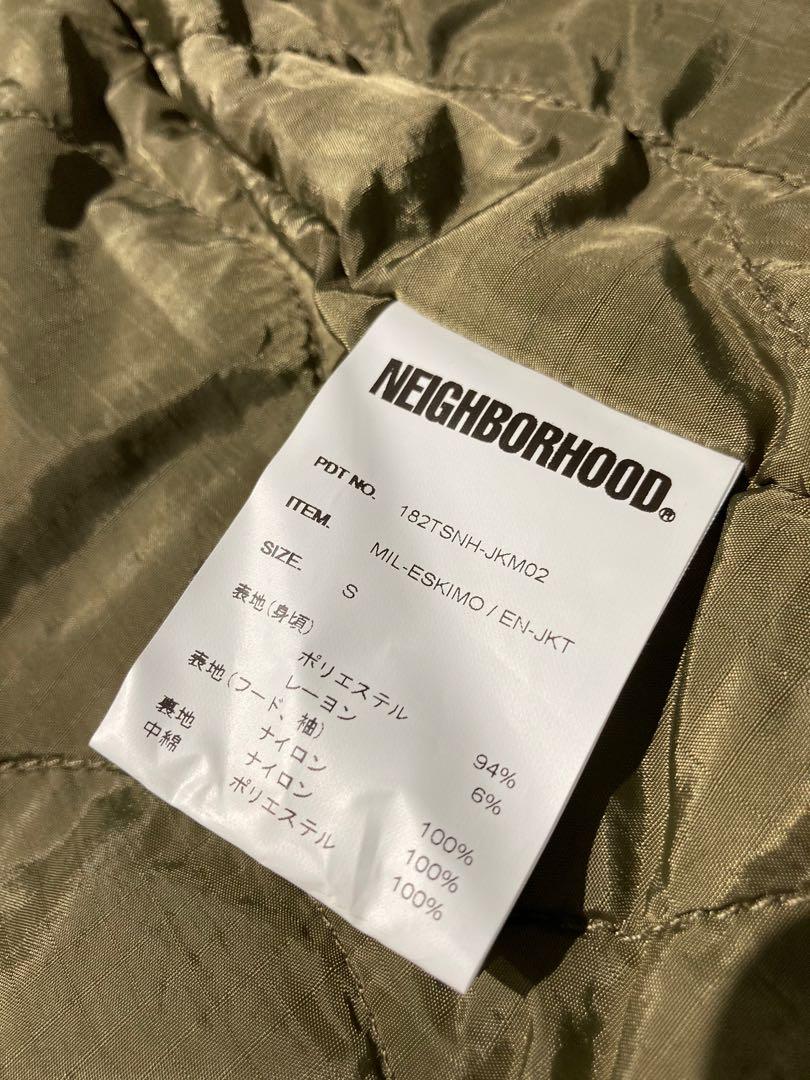 NEIGHBORHOOD®
PDT NO. 182TSNH-JKM02
ITEM. MIL-ESKIMO / EN-JKT
SIZE. S
表地(身頃)
ポリエステル 94%
レーヨン 6%
表地(フード、袖)
ナイロン 100%
裏地 ナイロン 100%
中綿 ポリエステル 100%